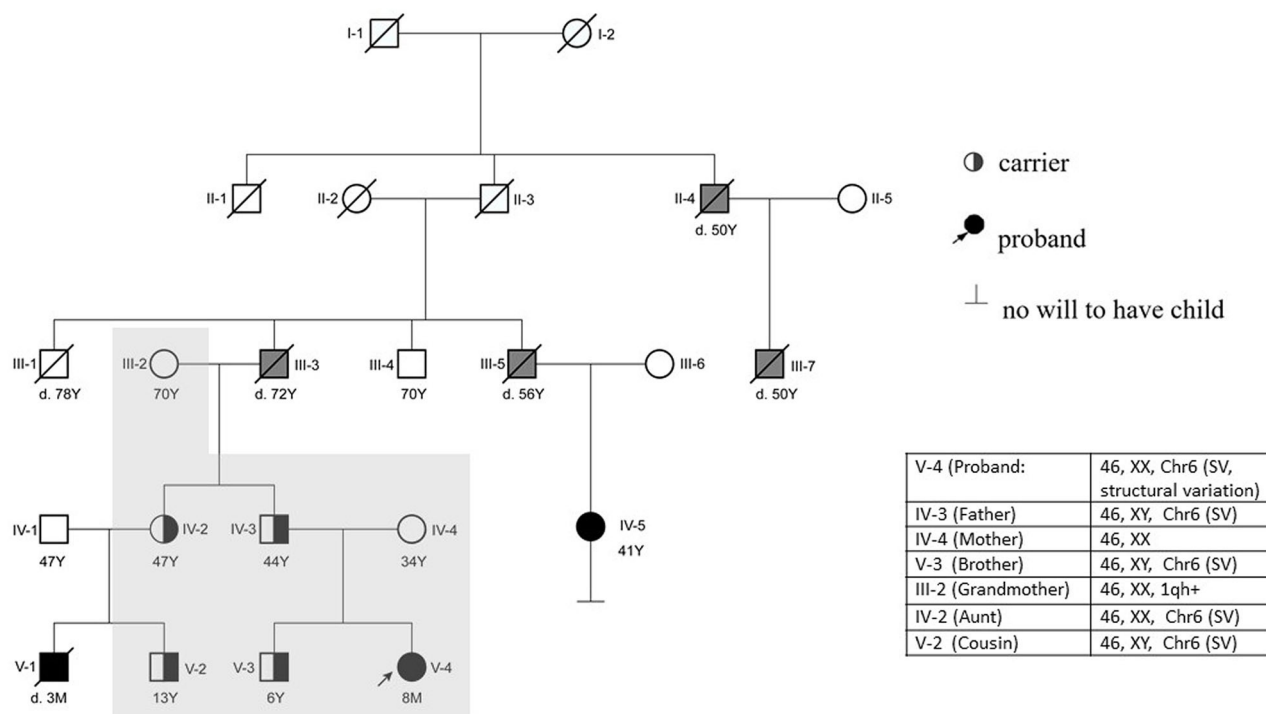 I-1
I-2
II-1
II-2
II-3
II-4
II-5
d. 50Y
carrier
proband
no will to have child
III-1
III-2
III-3
III-4
III-5
III-6
III-7
d. 78Y
70Y
d. 72Y
70Y
d. 56Y
d. 50Y
IV-1
IV-2
IV-3
IV-4
IV-5
47Y
47Y
44Y
34Y
41Y
V-1
V-2
V-3
V-4
d. 3M
13Y
6Y
8M
V-4 (Proband: 46, XX, Chr6 (SV,
structural variation)
IV-3 (Father) 46, XY, Chr6 (SV)
IV-4 (Mother) 46, XX
V-3 (Brother) 46, XY, Chr6 (SV)
III-2 (Grandmother) 46, XX, 1qh+
IV-2 (Aunt) 46, XX, Chr6 (SV)
V-2 (Cousin) 46, XY, Chr6 (SV)